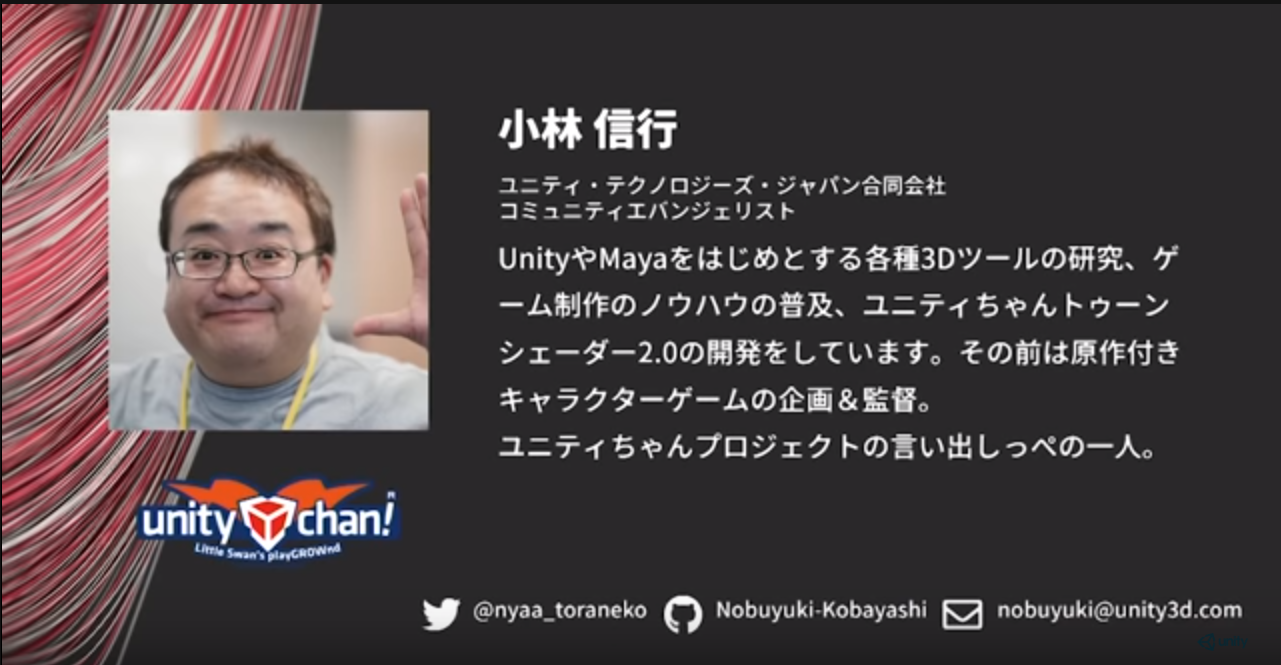 小林 信行
ユニティ・テクノロジーズ・ジャパン合同会社
コミュニティエバンジェリスト
UnityやMayaをはじめとする各種3Dツールの研究、ゲ
ーム制作のノウハウの普及、ユニティちゃんトゥーン
シェーダー2.0の開発をしています。その前は原作付き
キャラクターゲームの企画&監督。
ユニティちゃんプロジェクトの言い出しっぺの一人。
unity chan!
Little Swan's playGROWnd
@nyaa_toraneko Nobuyuki-Kobayashi nobuyuki@unity3d.com